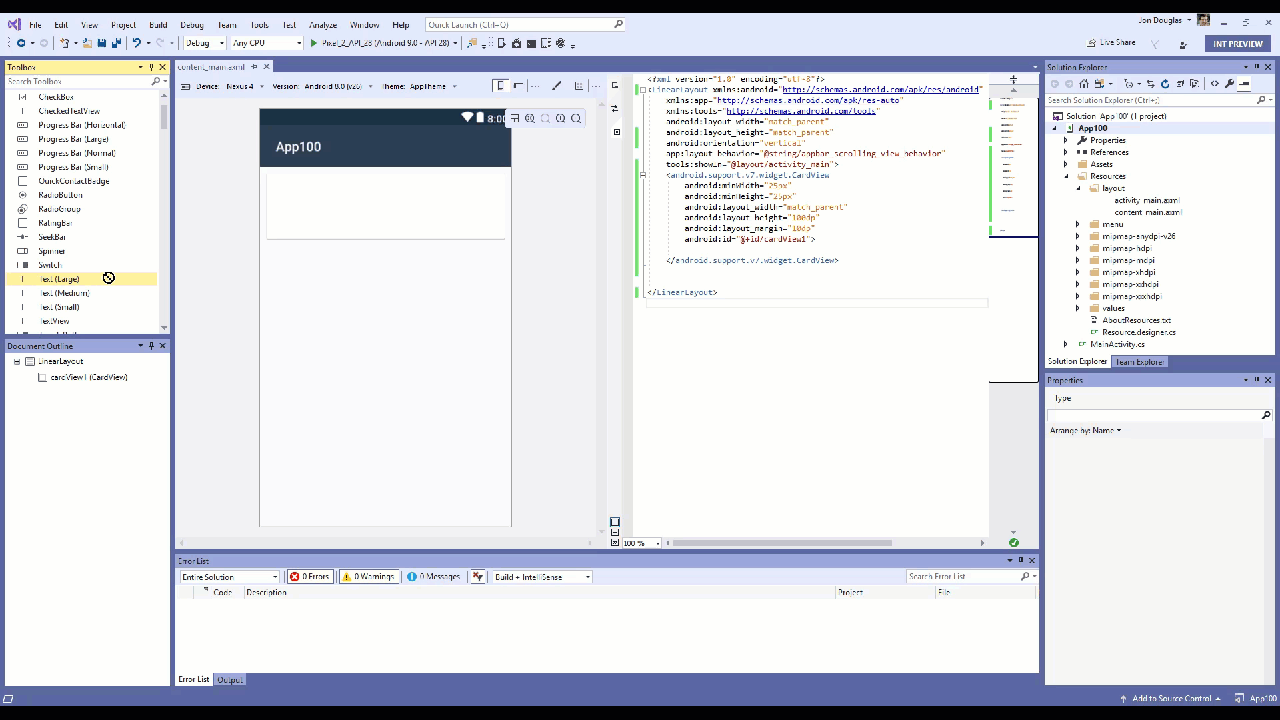 Jon Douglas
File Edit View Project Build Debug Team Tools Test Analyze Window Help Quick Launch (Ctrl+Q)
Debug Any CPU Pixel_2_API_28 (Android 9.0 - API 28) Live Share INT PREVIEW
Toolbox
Search Toolbox
CheckBox
CheckedTextView
Progress Bar (Horizontal)
Progress Bar (Large)
Progress Bar (Normal)
Progress Bar (Small)
QuickContactBadge
RadioButton
RadioGroup
RatingBar
SeekBar
Spinner
Switch
Text (Large)
Text (Medium)
Text (Small)
TextView
Document Outline
LinearLayout
cardView1 (CardView)
content_main.axml
Device: Nexus 4 Version: Android 8.0 Theme: AppTheme
8:00
App100
<?xml version="1.0" encoding="utf-8"?>
<LinearLayout xmlns:android="http://schemas.android.com/apk/res/android"
xmlns:app="http://schemas.android.com/apk/res-auto"
xmlns:tools="http://schemas.android.com/tools"
android:layout_width="match_parent"
android:layout_height="match_parent"
android:orientation="vertical"
app:layout_behavior="@string/appbar_scrolling_view_behavior"
tools:showIn="@layout/activity_main">
<android.support.v7.widget.CardView
android:minWidth="25px"
android:minHeight="25px"
android:layout_width="match_parent"
android:layout_height="100dp"
android:layout_margin="10dp"
android:id="@+id/cardView1">
</android.support.v7.widget.CardView>
</LinearLayout>
100 %
Error List
Entire Solution 0 Errors 0 Warnings 0 Messages Build + IntelliSense Search Error List
Code Description Project File
Error List Output
Solution Explorer
Search Solution Explorer (Ctrl+;)
Solution 'App100' (1 project)
App100
Properties
References
Assets
Resources
layout
activity_main.axml
content_main.axml
menu
mipmap-anydpi-v26
mipmap-hdpi
mipmap-mdpi
mipmap-xhdpi
mipmap-xxhdpi
mipmap-xxxhdpi
values
AboutResources.txt
Resource.designer.cs
MainActivity.cs
Solution Explorer Team Explorer
Properties
Type
Arrange by: Name
Add to Source Control App100